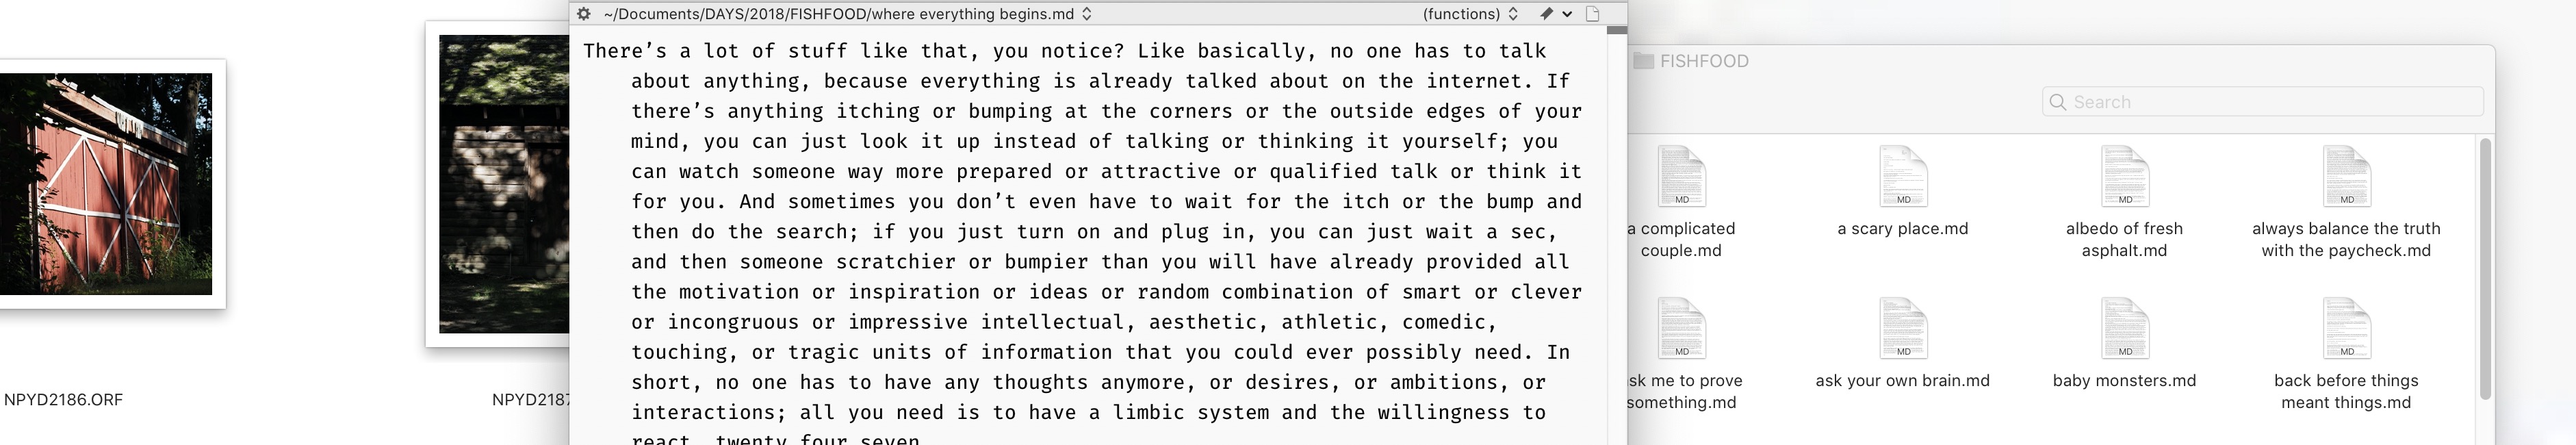 ~/Documents/DAYS/2018/FISHFOOD/where everything begins.md
(functions)
There’s a lot of stuff like that, you notice? Like basically, no one has to talk
about anything, because everything is already talked about on the internet. If
there’s anything itching or bumping at the corners or the outside edges of your
mind, you can just look it up instead of talking or thinking it yourself; you
can watch someone way more prepared or attractive or qualified talk or think it
for you. And sometimes you don’t even have to wait for the itch or the bump and
then do the search; if you just turn on and plug in, you can just wait a sec,
and then someone scratchier or bumpier than you will have already provided all
the motivation or inspiration or ideas or random combination of smart or clever
or incongruous or impressive intellectual, aesthetic, athletic, comedic,
touching, or tragic units of information that you could ever possibly need. In
short, no one has to have any thoughts anymore, or desires, or ambitions, or
interactions; all you need is to have a limbic system and the willingness to
react, twenty four seven
NPYD2186.ORF
NPYD2187
FISHFOOD
Search
MD
MD
MD
MD
a complicated
couple.md
a scary place.md
albedo of fresh
asphalt.md
always balance the truth
with the paycheck.md
MD
MD
MD
MD
sk me to prove
something.md
ask your own brain.md
baby monsters.md
back before things
meant things.md